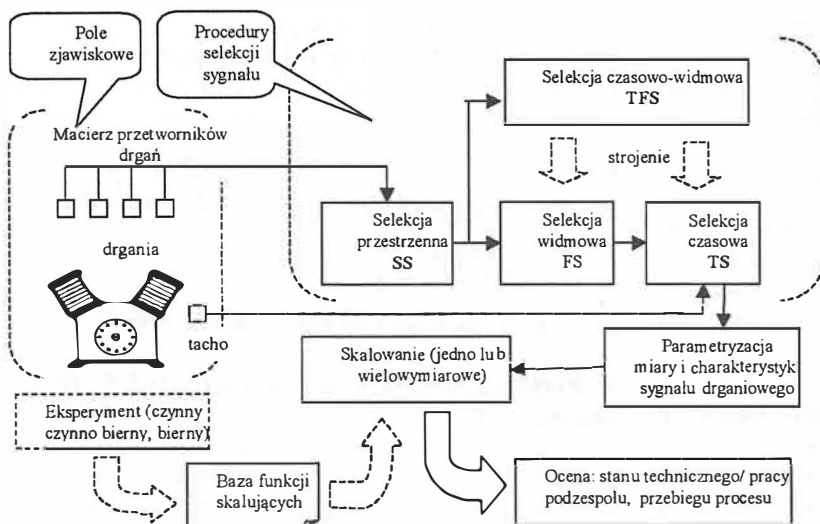 Pole
zjawiskowe
Procedury
selekcji
sygnału
Selekcja czasowo-widmowa
TFS
Macierz przetworników
drgań
strojenie
Selekcja
przestrzenna
SS
Selekcja
widmowa
FS
Selekcja
czasowa
TS
drgania
tacho
Skalowanie (jedno lub
wielowymiarowe)
Parametryzacja
miary i charakterystyk
sygnału drganiowego
Eksperyment (czynny
czynno bierny, bierny)
Baza funkcji
skalujących
Ocena: stanu technicznego/ pracy
podzespołu, przebiegu procesu